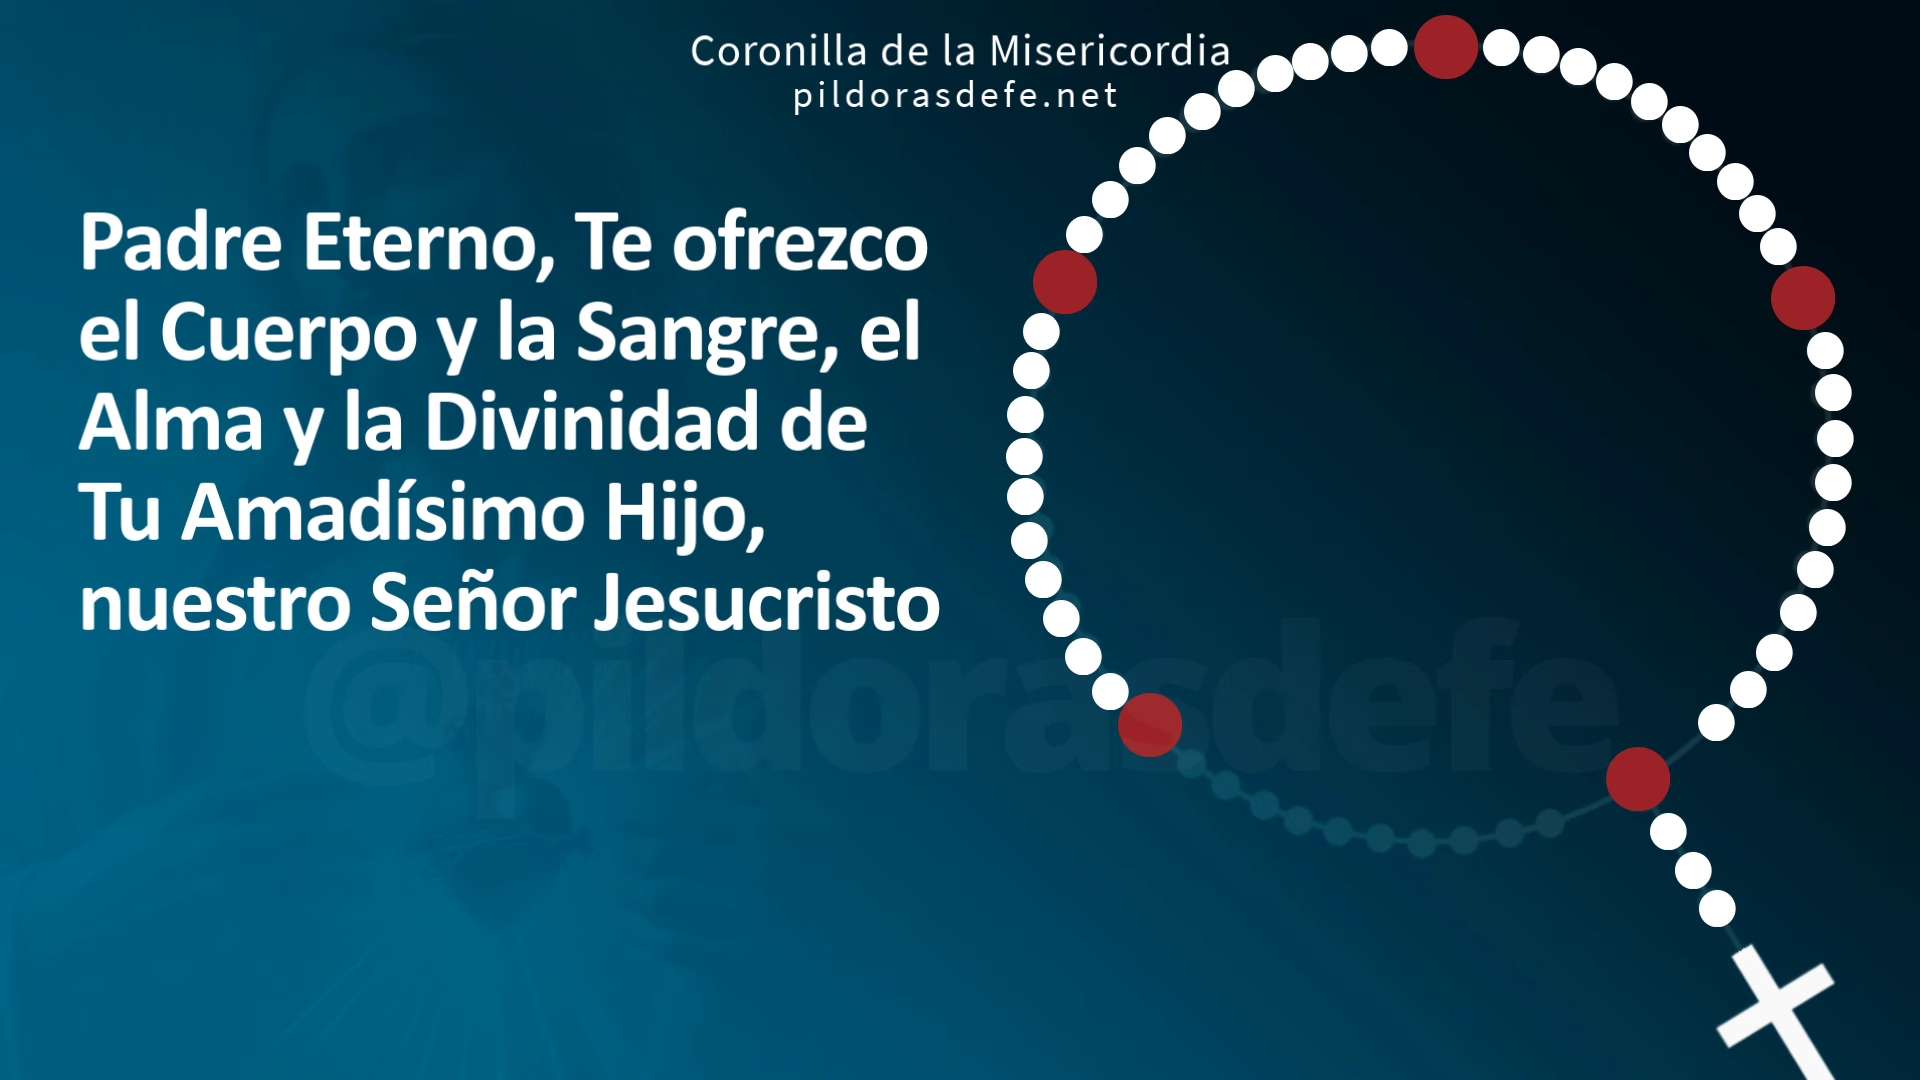 Coronilla de la Misericordia
pildorasdefe.net
Padre Eterno, Te ofrezco
el Cuerpo y la Sangre, el
Alma y la Divinidad de
Tu Amadísimo Hijo,
nuestro Señor Jesucristo
@pildorasdefe